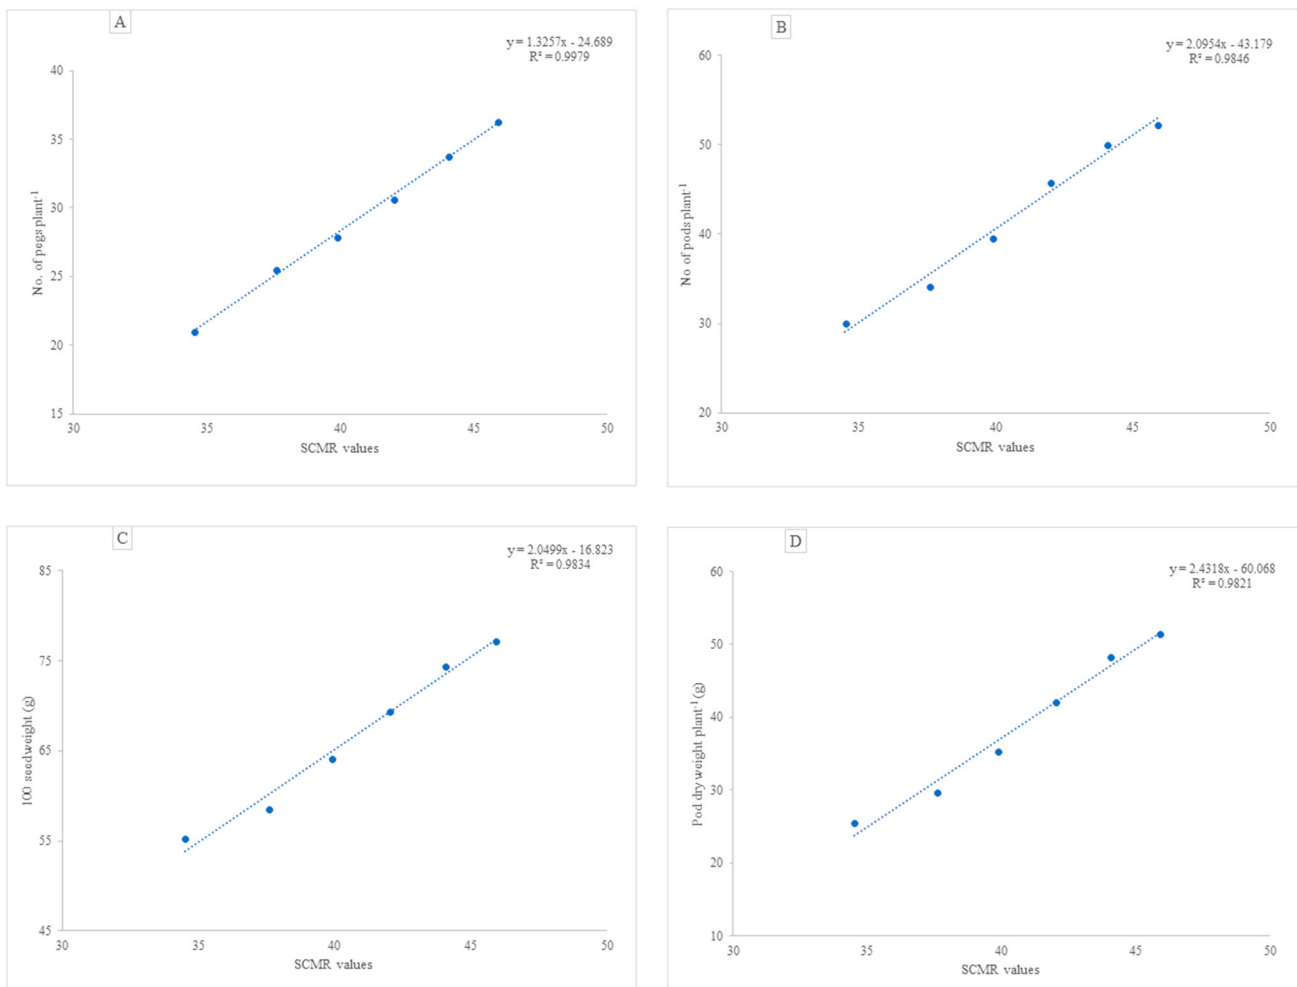 A
y = 1.3257x - 24.689
R² = 0.9979
40
35
30
25
20
15
No. of pegs plant⁻¹
30 35 40 45 50
SCMR values
B
y = 2.0954x - 43.179
R² = 0.9846
60
50
40
30
20
No of pods plant⁻¹
30 35 40 45 50
SCMR values
C
y = 2.0499x - 16.823
R² = 0.9834
85
75
65
55
45
100 seed weight (g)
30 35 40 45 50
SCMR values
D
y = 2.4318x - 60.068
R² = 0.9821
60
50
40
30
20
10
Pod dry weight plant⁻¹ (g)
30 35 40 45 50
SCMR values